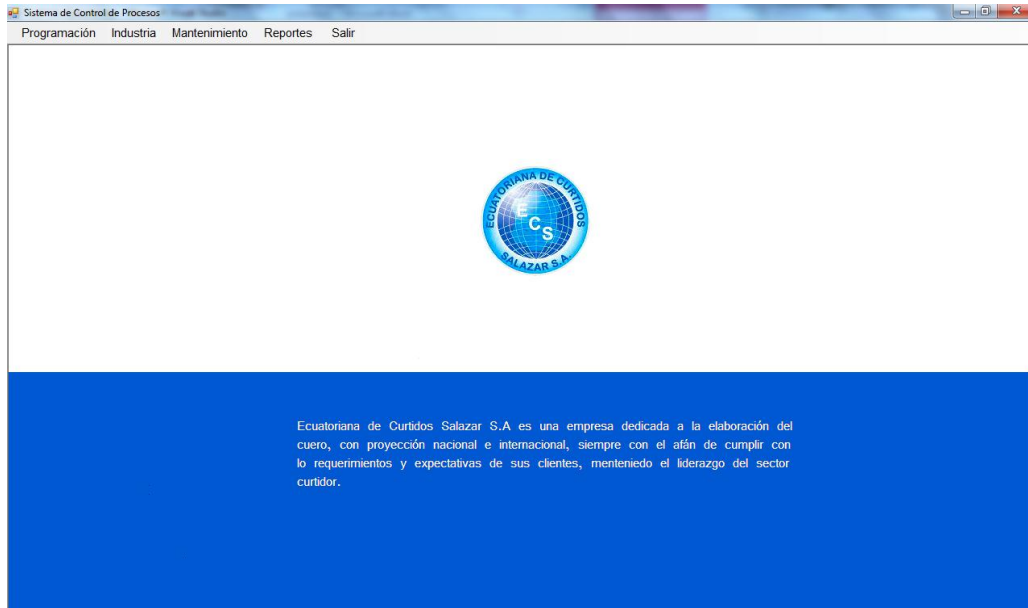 Sistema de Control de Procesos
Programación Industria Mantenimiento Reportes Salir
ECUATORIANA DE CURTIDOS
E C S
SALAZAR S.A.
Ecuatoriana de Curtidos Salazar S.A es una empresa dedicada a la elaboración del
cuero, con proyección nacional e internacional, siempre con el afán de cumplir con
lo requerimientos y expectativas de sus clientes, menteniedo el liderazgo del sector
curtidor.